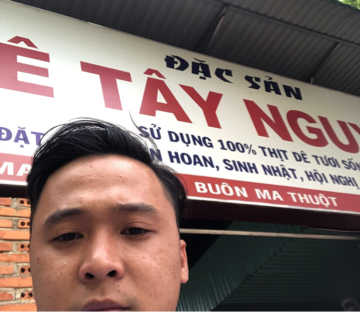 ĐẶC SẢN
Ê TÂY NGU
ĐẶT SỬ DỤNG 100% THỊT DÊ TƯƠI SỐN
N HOAN, SINH NHẬT, HỘI NGHỊ
BUÔN MA THUỘT